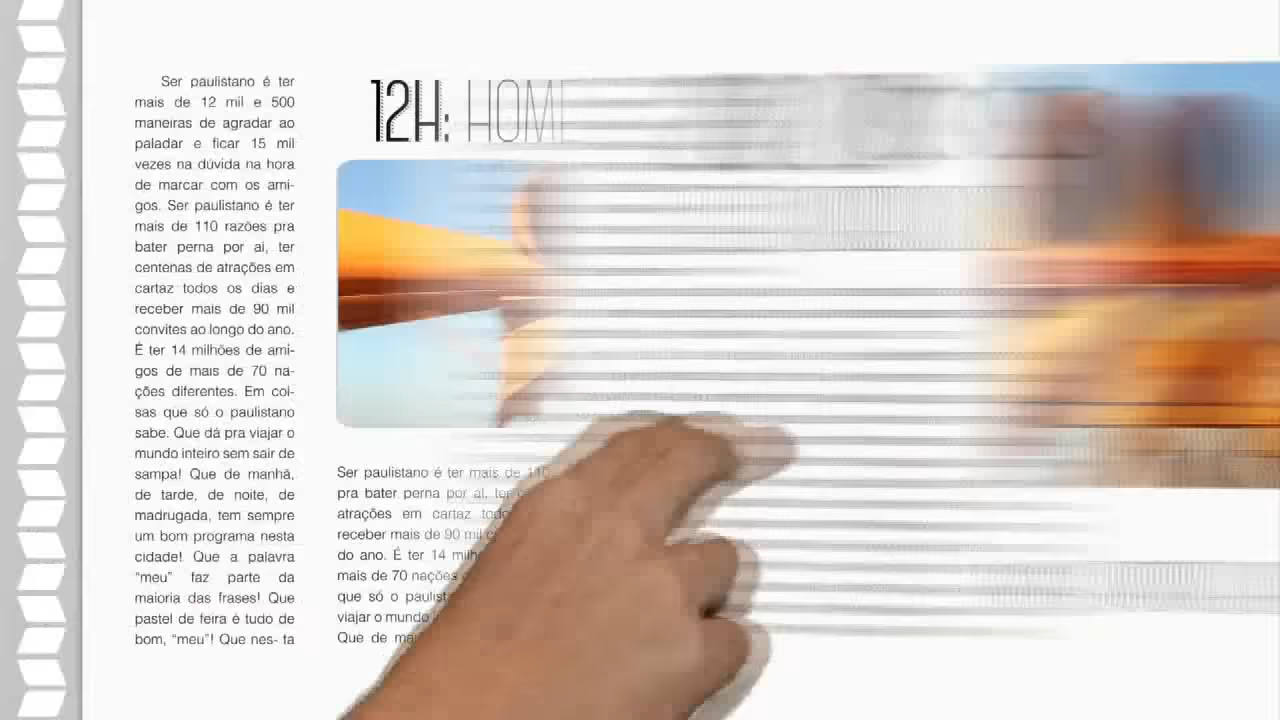 Ser paulistano é ter
mais de 12 mil e 500
maneiras de agradar ao
paladar e ficar 15 mil
vezes na dúvida na hora
de marcar com os ami-
gos. Ser paulistano é ter
mais de 110 razões pra
bater perna por aí, ter
centenas de atrações em
cartaz todos os dias e
receber mais de 90 mil
convites ao longo do ano.
É ter 14 milhões de ami-
gos de mais de 70 na-
ções diferentes. Em coi-
sas que só o paulistano
sabe. Que dá pra viajar o
mundo inteiro sem sair de
sampa! Que de manhã,
de tarde, de noite, de
madrugada, tem sempre
um bom programa nesta
cidade! Que a palavra
“meu” faz parte da
maioria das frases! Que
pastel de feira é tudo de
bom, “meu”! Que nes- ta
12H: HOM
Ser paulistano é ter mais de 110
pra bater perna por aí, ter
atrações em cartaz todo
receber mais de 90 mil
do ano. É ter 14 milh
mais de 70 nações
que só o paulist
viajar o mundo
Que de ma